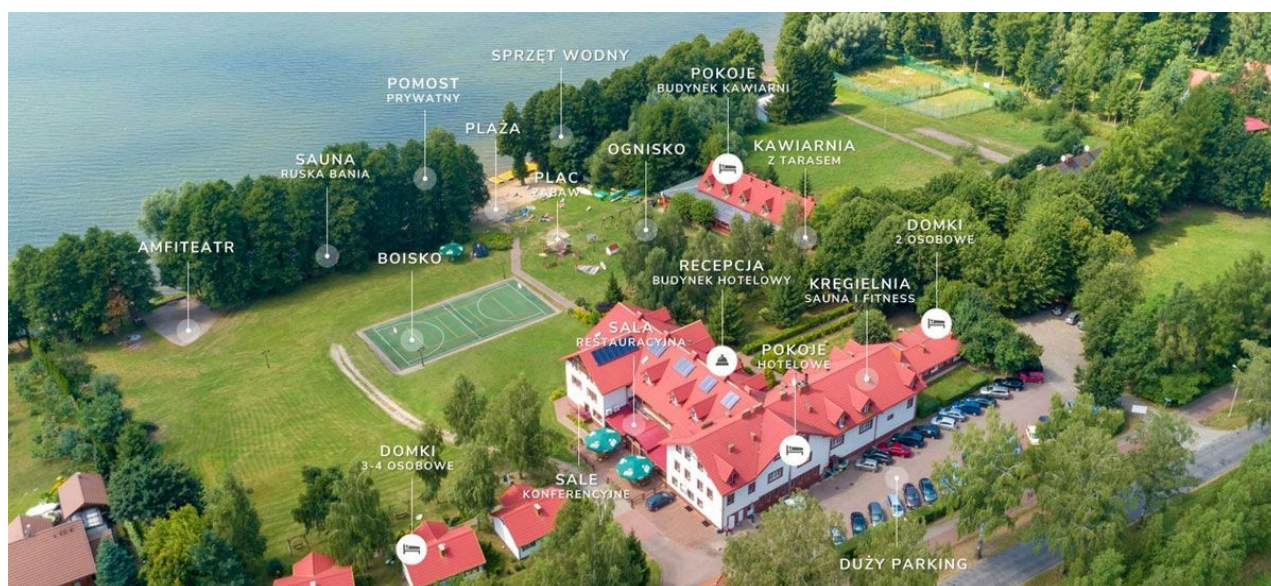 SPRZĘT WODNY
POMOST
PRYWATNY
POKOJE
BUDYNEK KAWIARNI
PLAŻA
OGNISKO
KAWIARNIA
Z TARASEM
SAUNA
RUSKA BANIA
PLAC
ZABAW
AMFITEATR
BOISKO
RECEPCJA
BUDYNEK HOTELOWY
DOMKI
2 OSOBOWE
KRĘGIELNIA
SAUNA I FITNESS
SALA
RESTAURACYJNA
POKOJE
HOTELOWE
DOMKI
3-4 OSOBOWE
SALE
KONFERENCYJNE
DUŻY PARKING